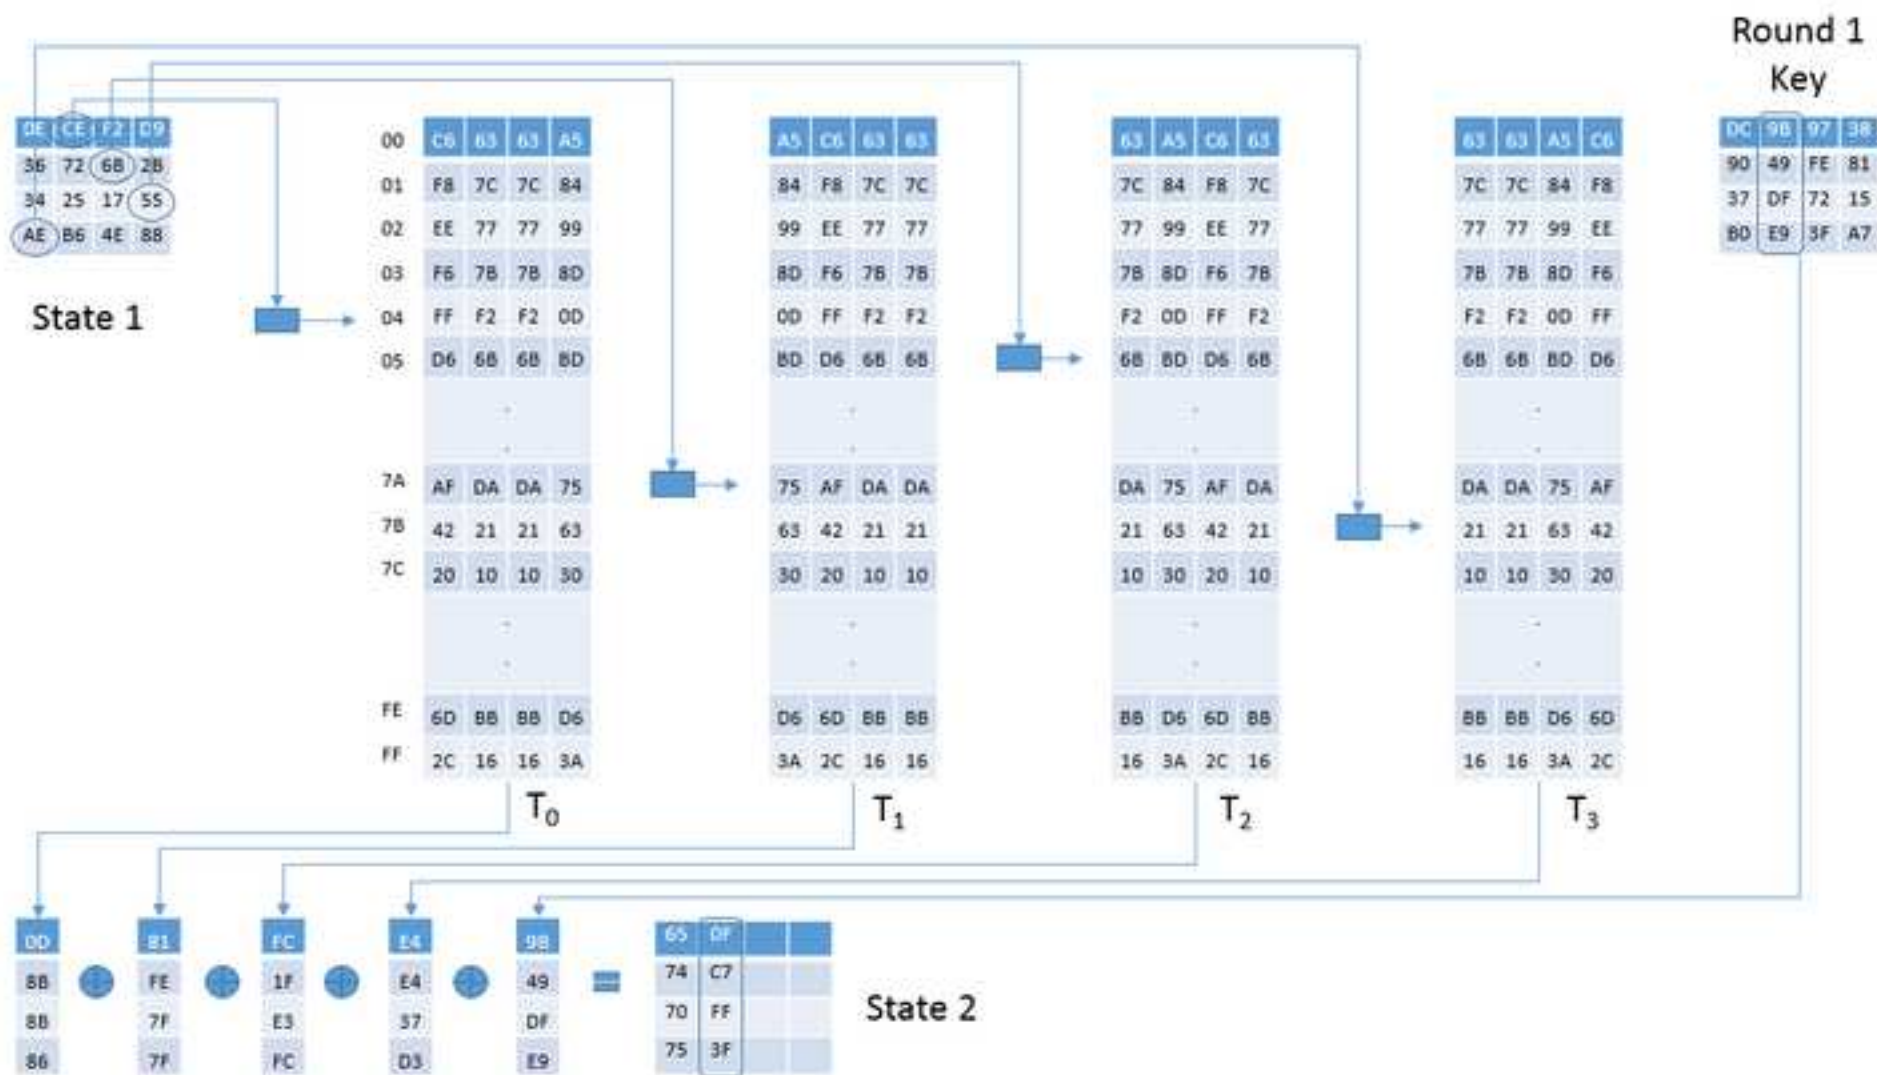 Round 1
Key
DE CE F2 D9
36 72 6B 2B
34 25 17 55
AE B6 4E 88
State 1
DC 9B 97 38
90 49 FE 81
37 DF 72 15
B0 E9 3F A7
00 C6 63 63 A5 A5 C6 63 63 63 A5 C6 63 63 63 A5 C6
01 F8 7C 7C 84 84 F8 7C 7C 7C 84 F8 7C 7C 7C 84 F8
02 EE 77 77 99 99 EE 77 77 77 99 EE 77 77 77 99 EE
03 F6 7B 7B 8D 8D F6 7B 7B 7B 8D F6 7B 7B 7B 8D F6
04 FF F2 F2 0D 0D FF F2 F2 F2 0D FF F2 F2 F2 0D FF
05 D6 6B 6B BD BD D6 6B 6B 6B BD D6 6B 6B 6B BD D6
7A AF DA DA 75 75 AF DA DA DA 75 AF DA DA DA 75 AF
7B 42 21 21 63 63 42 21 21 21 63 42 21 21 21 63 42
7C 20 10 10 30 30 20 10 10 10 30 20 10 10 10 30 20
FE 6D BB BB D6 D6 6D BB BB BB D6 6D BB BB BB D6 6D
FF 2C 16 16 3A 3A 2C 16 16 16 3A 2C 16 16 16 3A 2C
T0 T1 T2 T3
0D 81 FC E4 9B 65 DF
8B FE 1F E4 49 = 74 C7
8B 7F E3 37 DF 70 FF
86 7F FC D3 E9 75 3F
State 2